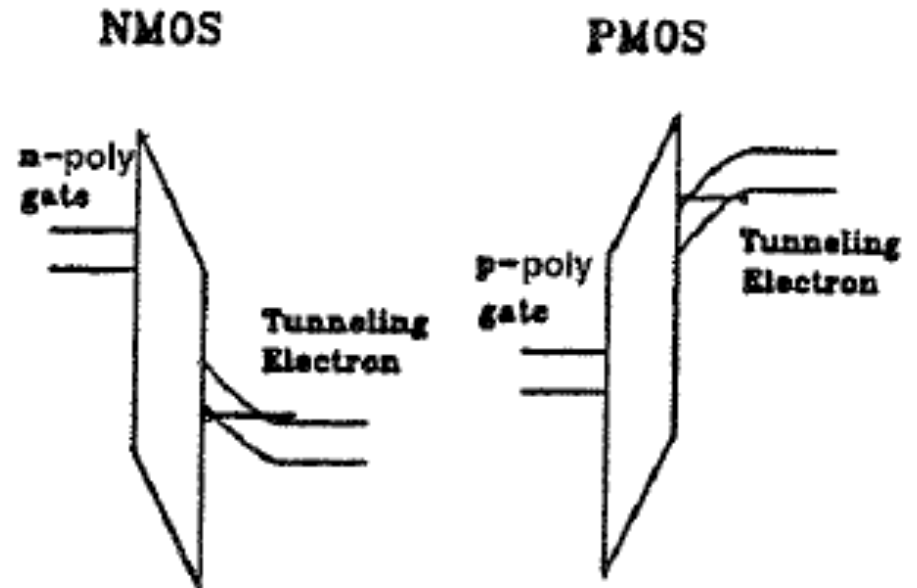 NMOS
PMOS
n-poly
gate
Tunneling
Electron
p-poly
gate
Tunneling
Electron